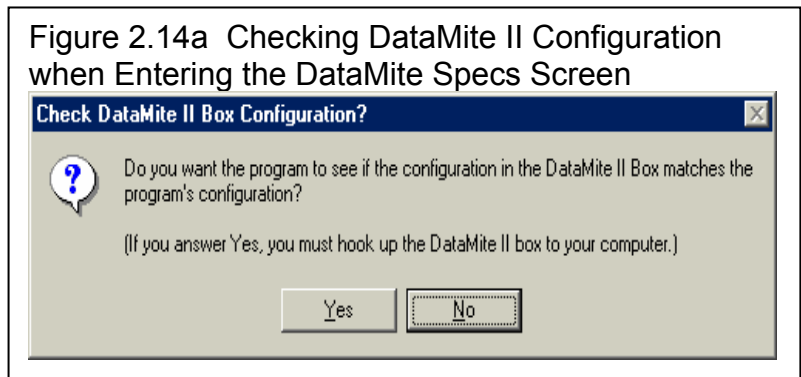 Figure 2.14a  Checking DataMite II Configuration
when Entering the DataMite Specs Screen
Check DataMite II Box Configuration?
Do you want the program to see if the configuration in the DataMite II Box matches the
program's configuration?
(If you answer Yes, you must hook up the DataMite II box to your computer.)
Yes
No